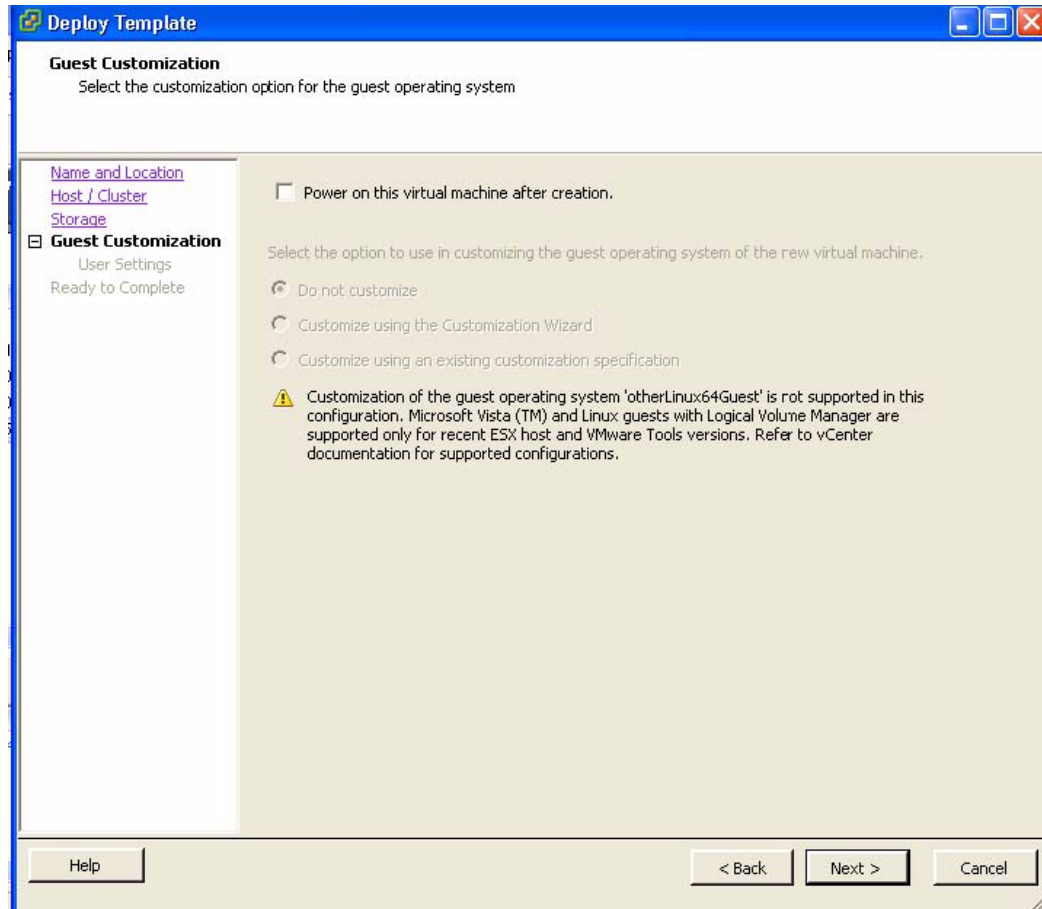 Deploy Template
Guest Customization
Select the customization option for the guest operating system
Name and Location
Host / Cluster
Storage
Guest Customization
User Settings
Ready to Complete
Power on this virtual machine after creation.
Select the option to use in customizing the guest operating system of the new virtual machine.
Do not customize
Customize using the Customization Wizard
Customize using an existing customization specification
Customization of the guest operating system 'otherLinux64Guest' is not supported in this
configuration. Microsoft Vista (TM) and Linux guests with Logical Volume Manager are
supported only for recent ESX host and VMware Tools versions. Refer to vCenter
documentation for supported configurations.
Help
< Back
Next >
Cancel